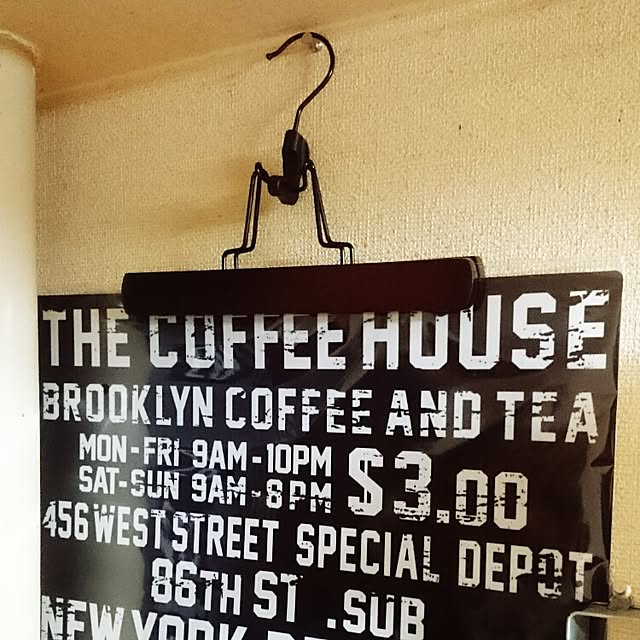 THE COFFEE HOUSE
BROOKLYN COFFEE AND TEA
MON-FRI 9AM-10PM
SAT-SUN 9AM-8PM
$3.00
456 WEST STREET SPECIAL DEPOT
86TH ST .SUB
NEW YORK